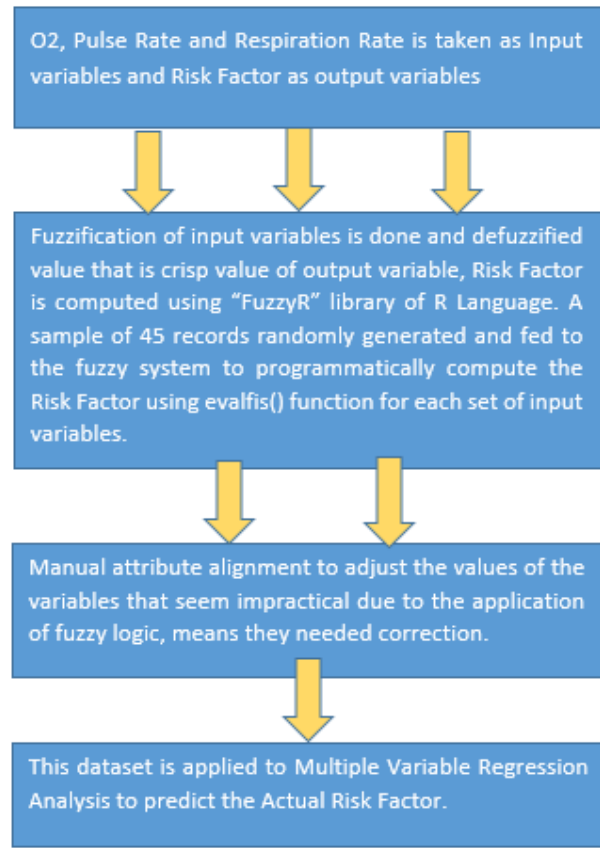 O2, Pulse Rate and Respiration Rate is taken as Input
variables and Risk Factor as output variables
Fuzzification of input variables is done and defuzzified
value that is crisp value of output variable, Risk Factor
is computed using “FuzzyR” library of R Language. A
sample of 45 records randomly generated and fed to
the fuzzy system to programmatically compute the
Risk Factor using evalfis() function for each set of input
variables.
Manual attribute alignment to adjust the values of the
variables that seem impractical due to the application
of fuzzy logic, means they needed correction.
This dataset is applied to Multiple Variable Regression
Analysis to predict the Actual Risk Factor.